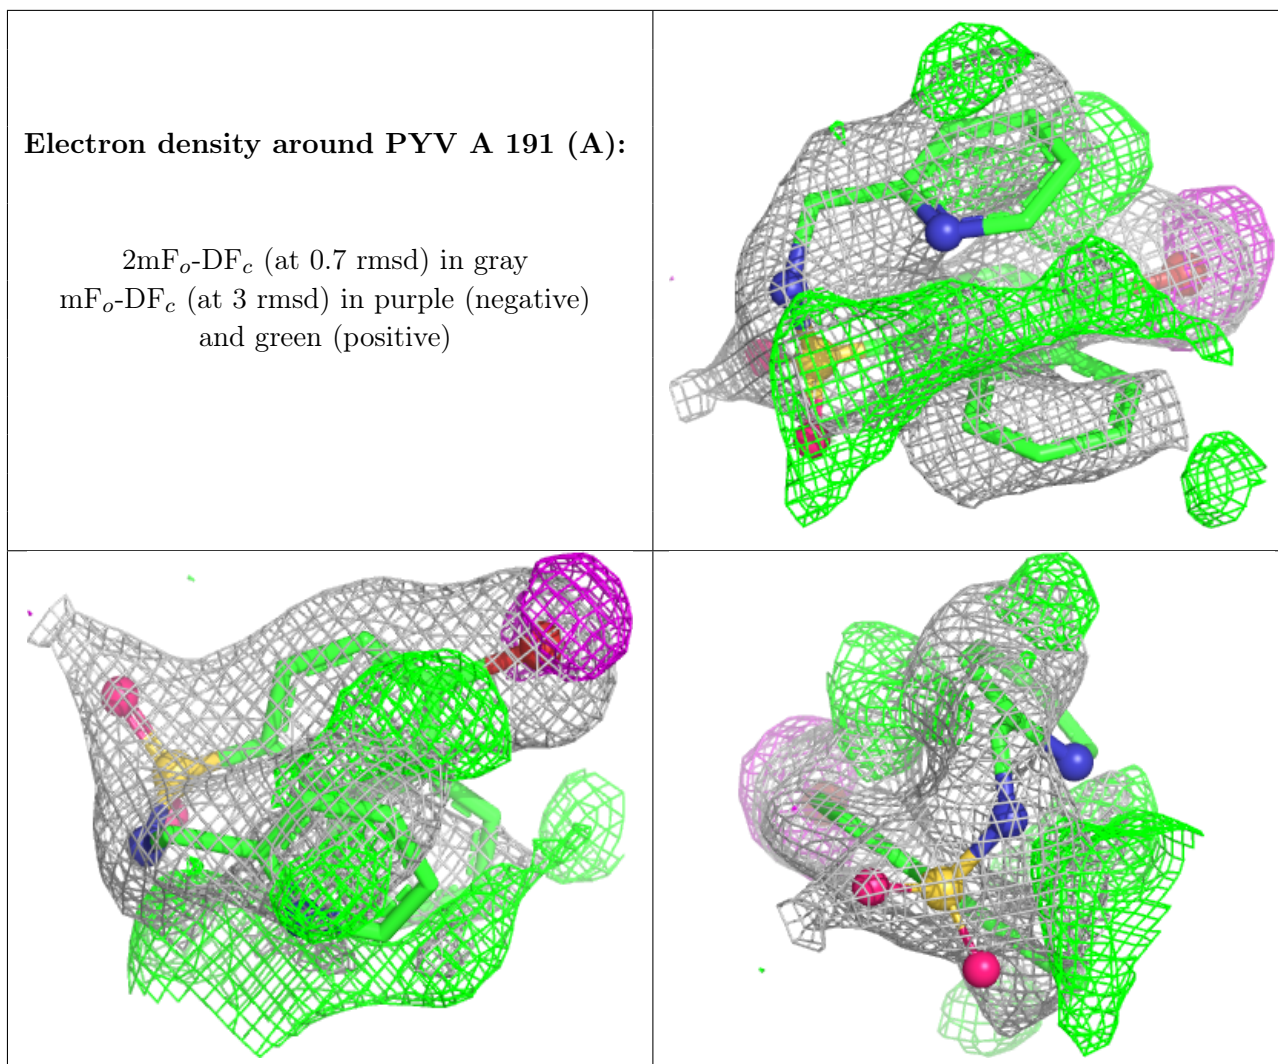 Electron density around PYV A 191 (A):
2mFₒ-DF𝒸 (at 0.7 rmsd) in gray
mFₒ-DF𝒸 (at 3 rmsd) in purple (negative)
and green (positive)